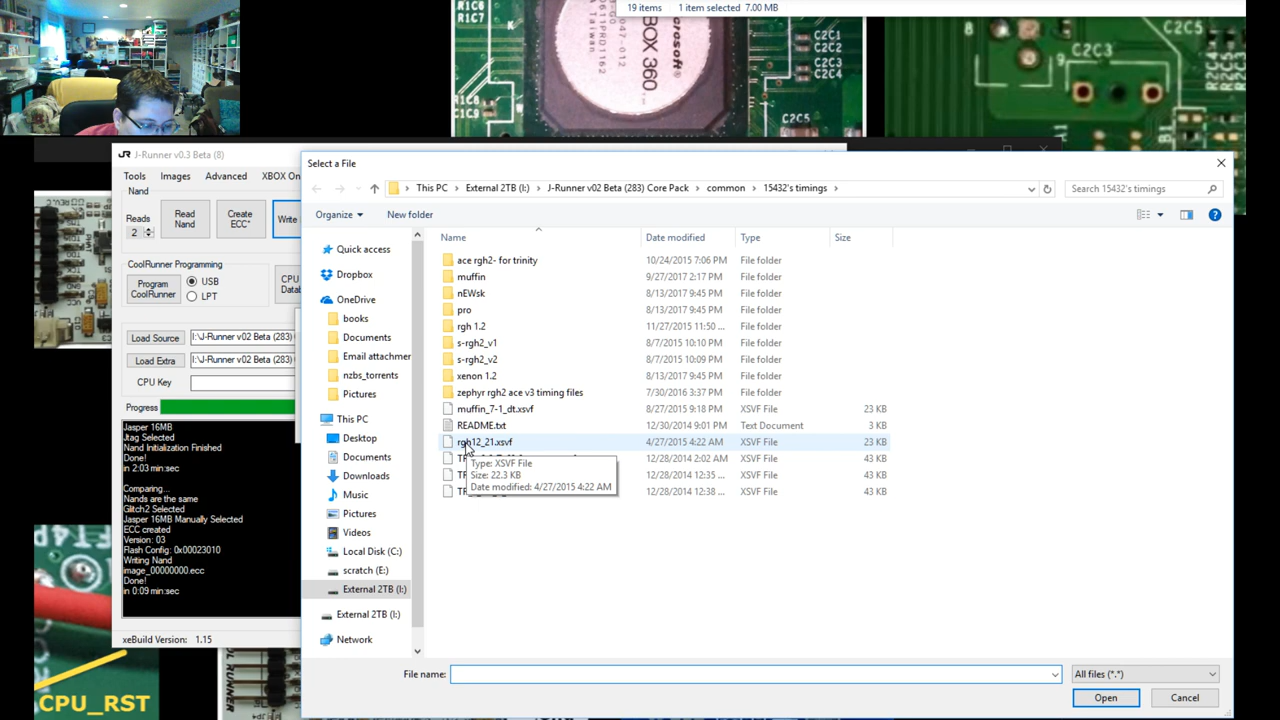 19 items 1 item selected 7.00 MB
R1C6
R1C7
R1C6
R1C8
R1C9
Microsoft
XBOX 360
C2C1
C2C2
C2C3
C2C4
C2C5
8
9
C2C3
C2C5
J-Runner v0.3 Beta (8)
Tools Images Advanced XBOX On
Nand
Reads
2
Read
Nand
Create
ECC*
Write
CoolRunner Programming
Program
CoolRunner
USB
LPT
CPU
Datab
Load Source I:\J-Runner v02 Beta (283)
Load Extra I:\J-Runner v02 Beta (283)
CPU Key
Progress
Jasper 16MB
Jtag Selected
Nand Initialization Finished
Done!
in 2:03 min:sec
Comparing...
Nands are the same
Glitch2 Selected
Jasper 16MB Manually Selected
ECC created
Version: 03
Flash Config: 0x00023010
Writing Nand
image_00000000.ecc
Done!
in 0:09 min:sec
xeBuild Version: 1.15
CPU_RST
Select a File
This PC External 2TB (I:) J-Runner v02 Beta (283) Core Pack common 15432's timings
Search 15432's timings
Organize New folder
Quick access
Dropbox
OneDrive
books
Documents
Email attachmer
nzbs_torrents
Pictures
This PC
Desktop
Documents
Downloads
Music
Pictures
Videos
Local Disk (C:)
scratch (E:)
External 2TB (I:)
External 2TB (I:)
Network
Name Date modified Type Size
ace rgh2- for trinity 10/24/2015 7:06 PM File folder
muffin 9/27/2017 2:17 PM File folder
nEWsk 8/13/2017 9:45 PM File folder
pro 8/13/2017 9:45 PM File folder
rgh 1.2 11/27/2015 11:50 ... File folder
s-rgh2_v1 8/7/2015 10:10 PM File folder
s-rgh2_v2 8/7/2015 10:09 PM File folder
xenon 1.2 8/13/2017 9:45 PM File folder
zephyr rgh2 ace v3 timing files 7/30/2016 3:37 PM File folder
muffin_7-1_dt.xsvf 8/27/2015 9:18 PM XSVF File 23 KB
README.txt 12/30/2014 9:01 PM Text Document 3 KB
rgh12_21.xsvf 4/27/2015 4:22 AM XSVF File 23 KB
12/28/2014 2:02 AM XSVF File 43 KB
12/28/2014 12:35 ... XSVF File 43 KB
12/28/2014 12:38 ... XSVF File 43 KB
Type: XSVF File
Size: 22.3 KB
Date modified: 4/27/2015 4:22 AM
File name:
All files (*.*)
Open Cancel